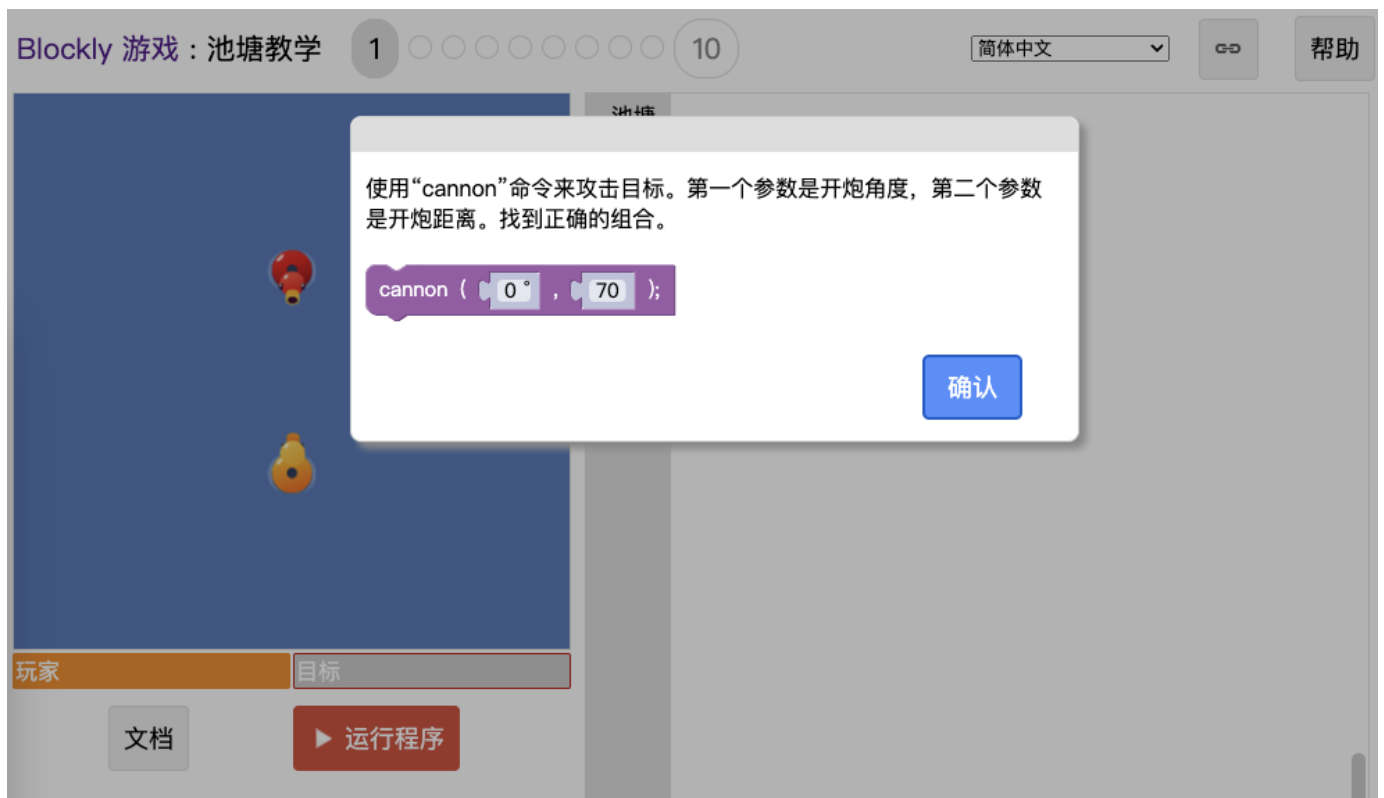 Blockly 游戏 : 池塘教学 1 10 简体中文 帮助
池塘
使用“cannon”命令来攻击目标。第一个参数是开炮角度，第二个参数
是开炮距离。找到正确的组合。
cannon ( 0 ° , 70 );
确认
玩家 目标
文档 运行程序